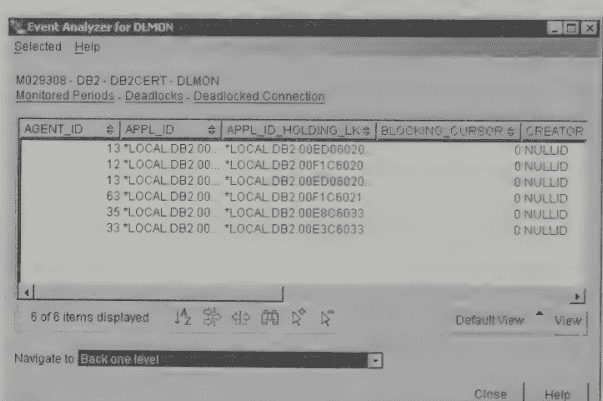 Event Analyzer for DLMON
Selected Help
M029308 - DB2 - DB2CERT - DLMON
Monitored Periods - Deadlocks - Deadlocked Connection
AGENT_ID APPL_ID APPL_ID_HOLDING_LK BLOCKING_CURSOR CREATOR
13 *LOCAL.DB2.00... *LOCAL.DB2.00ED06020... 0 NULLID
12 *LOCAL.DB2.00... *LOCAL.DB2.00F1C6020 0 NULLID
13 *LOCAL.DB2.00... *LOCAL.DB2.00ED06020... 0 NULLID
63 *LOCAL.DB2.00... *LOCAL.DB2.00F1C6021 0 NULLID
35 *LOCAL.DB2.00... *LOCAL.DB2.00E8C6033 0 NULLID
33 *LOCAL.DB2.00... *LOCAL.DB2.00E3C6033 0 NULLID
6 of 6 items displayed Default View View
Navigate to Back one level
Close Help